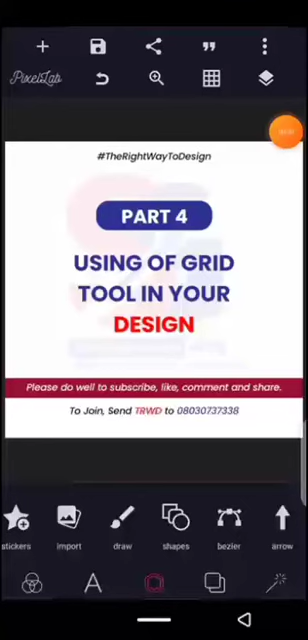 PixelLab
#TheRightWayToDesign
PART 4
USING OF GRID
TOOL IN YOUR
DESIGN
Please do well to subscribe, like, comment and share.
To Join, Send TRWD to 08030737338
stickers
import
draw
shapes
bezier
arrow